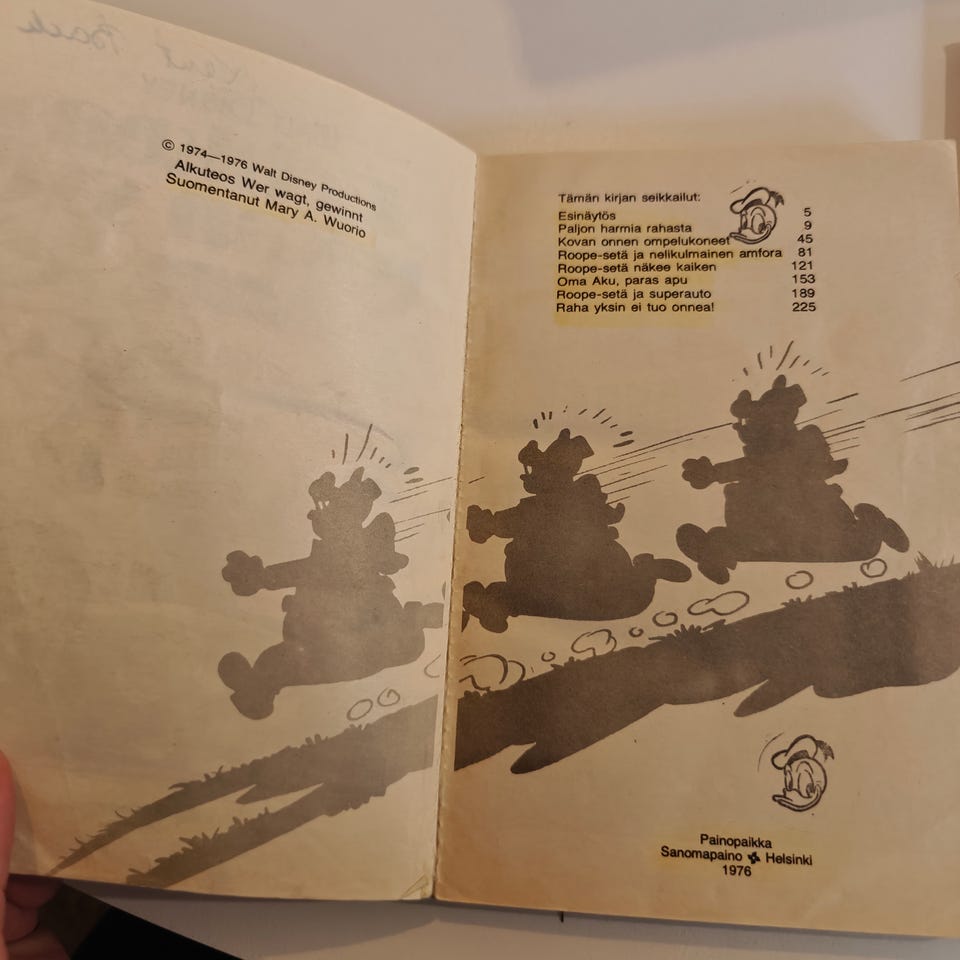 © 1974—1976 Walt Disney Productions
Alkuteos Wer wagt, gewinnt
Suomentanut Mary A. Wuorio
Tämän kirjan seikkailut:
Esinäytös 5
Paljon harmia rahasta 9
Kovan onnen ompelukoneet 45
Roope-setä ja nelikulmainen amfora 81
Roope-setä näkee kaiken 121
Oma Aku, paras apu 153
Roope-setä ja superauto 189
Raha yksin ei tuo onnea! 225
Painopaikka
Sanomapaino Helsinki
1976